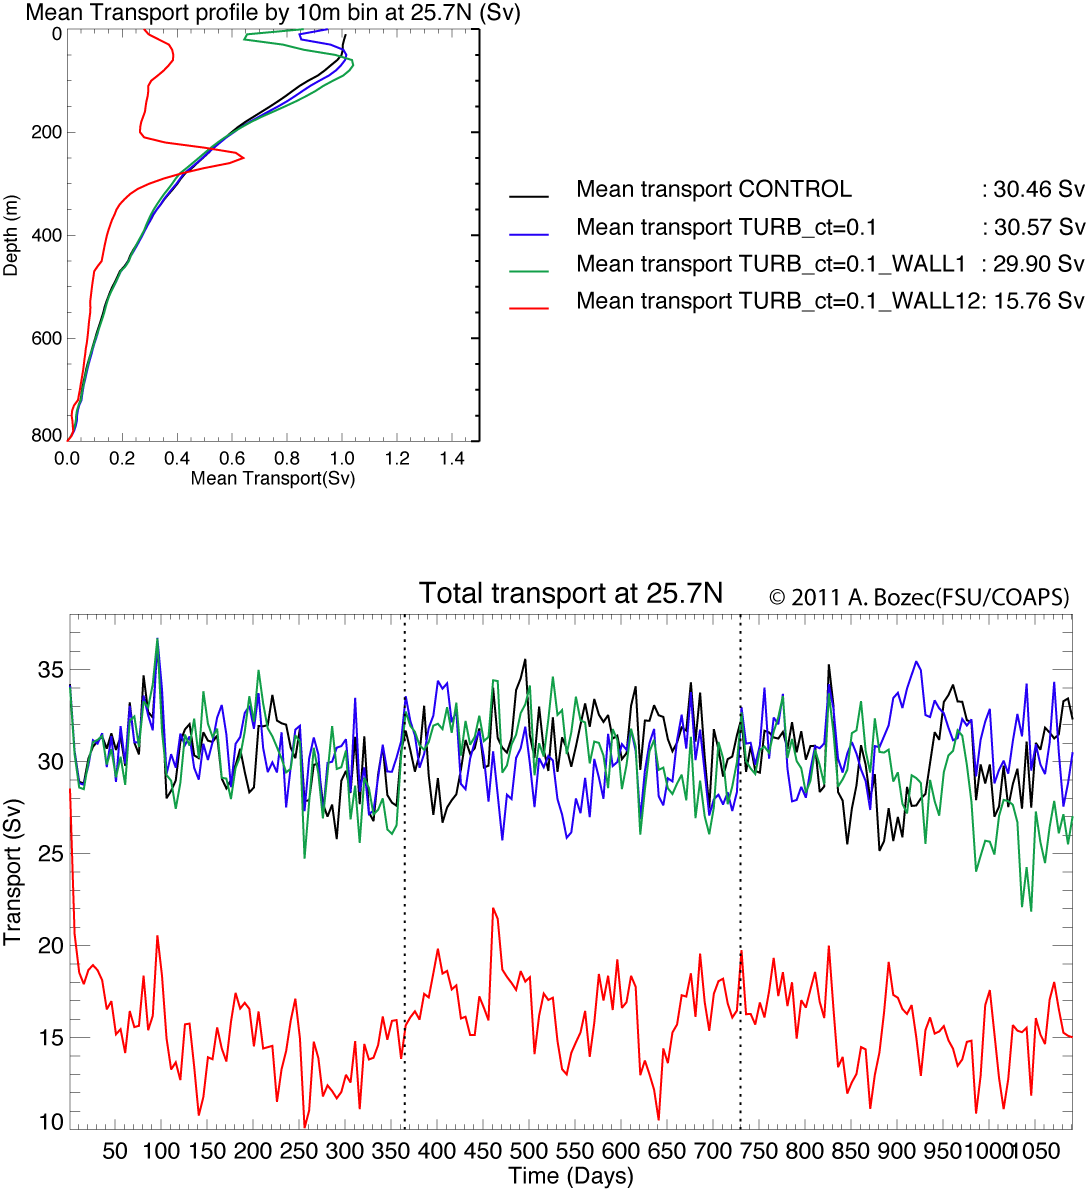 Mean Transport profile by 10m bin at 25.7N (Sv)
0
200
400
600
800
Depth (m)
0.0 0.2 0.4 0.6 0.8 1.0 1.2 1.4
Mean Transport(Sv)
Mean transport CONTROL : 30.46 Sv
Mean transport TURB_ct=0.1 : 30.57 Sv
Mean transport TURB_ct=0.1_WALL1 : 29.90 Sv
Mean transport TURB_ct=0.1_WALL12: 15.76 Sv
Total transport at 25.7N
© 2011 A. Bozec(FSU/COAPS)
35
30
25
20
15
10
Transport (Sv)
50 100 150 200 250 300 350 400 450 500 550 600 650 700 750 800 850 900 950 1000 1050
Time (Days)